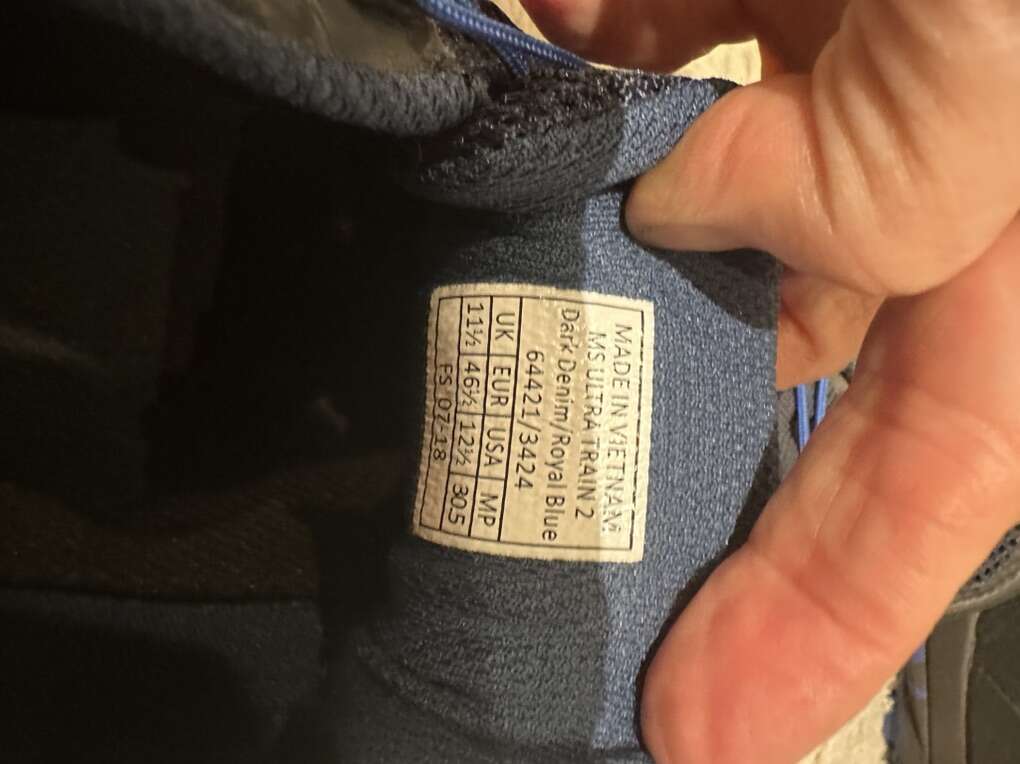 MADE IN VIETNAM
MS ULTRA TRAIN 2
Dark Denim/Royal Blue
64421/3424
UK EUR USA MP
11½ 46½ 12½ 305
FS 07-18